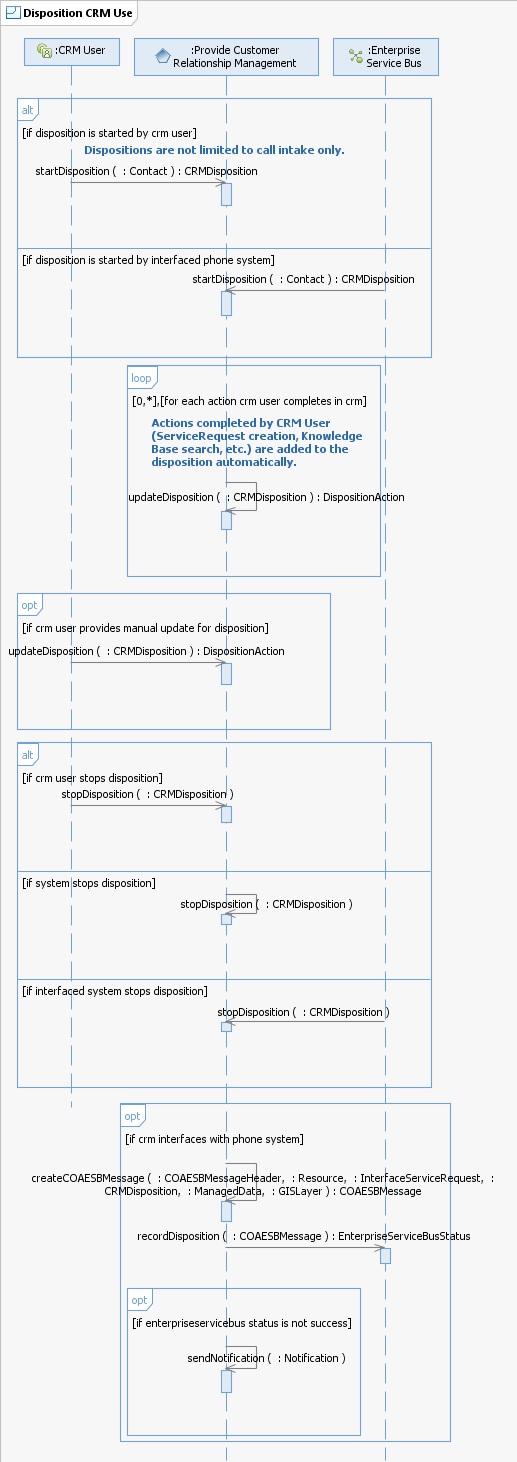 Disposition CRM Use
:CRM User
:Provide Customer
Relationship Management
:Enterprise
Service Bus
alt
[if disposition is started by crm user]
Dispositions are not limited to call intake only.
startDisposition ( : Contact ) : CRMDisposition
[if disposition is started by interfaced phone system]
startDisposition ( : Contact ) : CRMDisposition
loop
[0,*],[for each action crm user completes in crm]
Actions completed by CRM User
(ServiceRequest creation, Knowledge
Base search, etc.) are added to the
disposition automatically.
updateDisposition ( : CRMDisposition ) : DispositionAction
opt
[if crm user provides manual update for disposition]
updateDisposition ( : CRMDisposition ) : DispositionAction
alt
[if crm user stops disposition]
stopDisposition ( : CRMDisposition )
[if system stops disposition]
stopDisposition ( : CRMDisposition )
[if interfaced system stops disposition]
stopDisposition ( : CRMDisposition )
opt
[if crm interfaces with phone system]
createCOAESBMessage ( : COAESBMessageHeader, : Resource, : InterfaceServiceRequest, :
CRMDisposition, : ManagedData, : GISLayer ) : COAESBMessage
recordDisposition ( : COAESBMessage ) : EnterpriseServiceBusStatus
opt
[if enterpriseservicebus status is not success]
sendNotification ( : Notification )